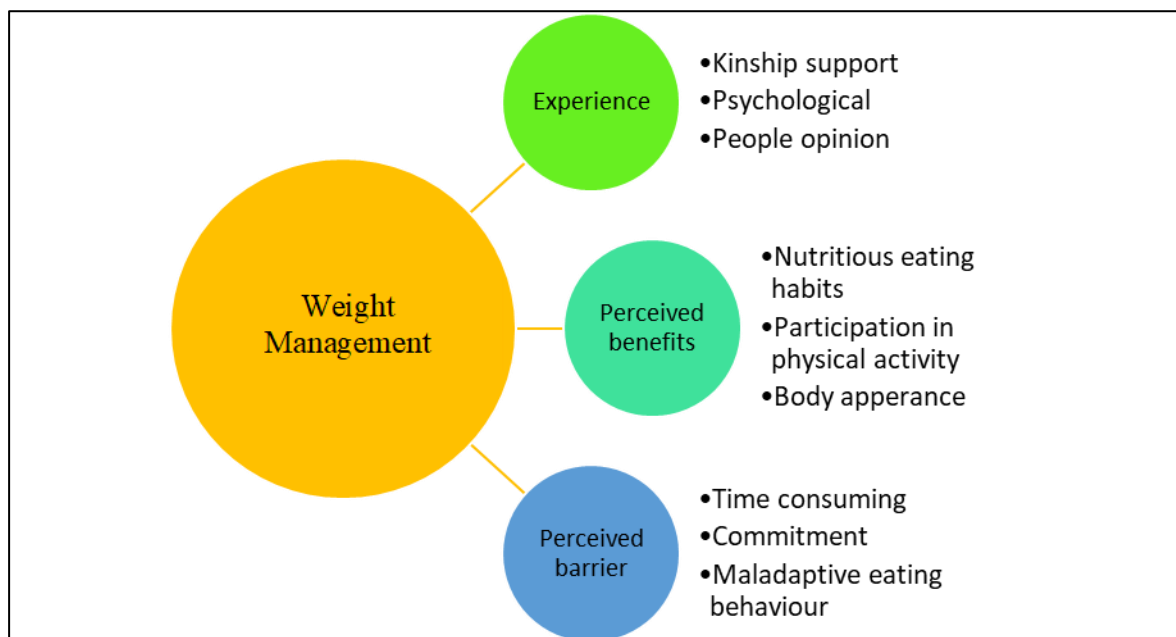 Weight
Management
Experience
•Kinship support
•Psychological
•People opinion
Perceived
benefits
•Nutritious eating
habits
•Participation in
physical activity
•Body apperance
Perceived
barrier
•Time consuming
•Commitment
•Maladaptive eating
behaviour